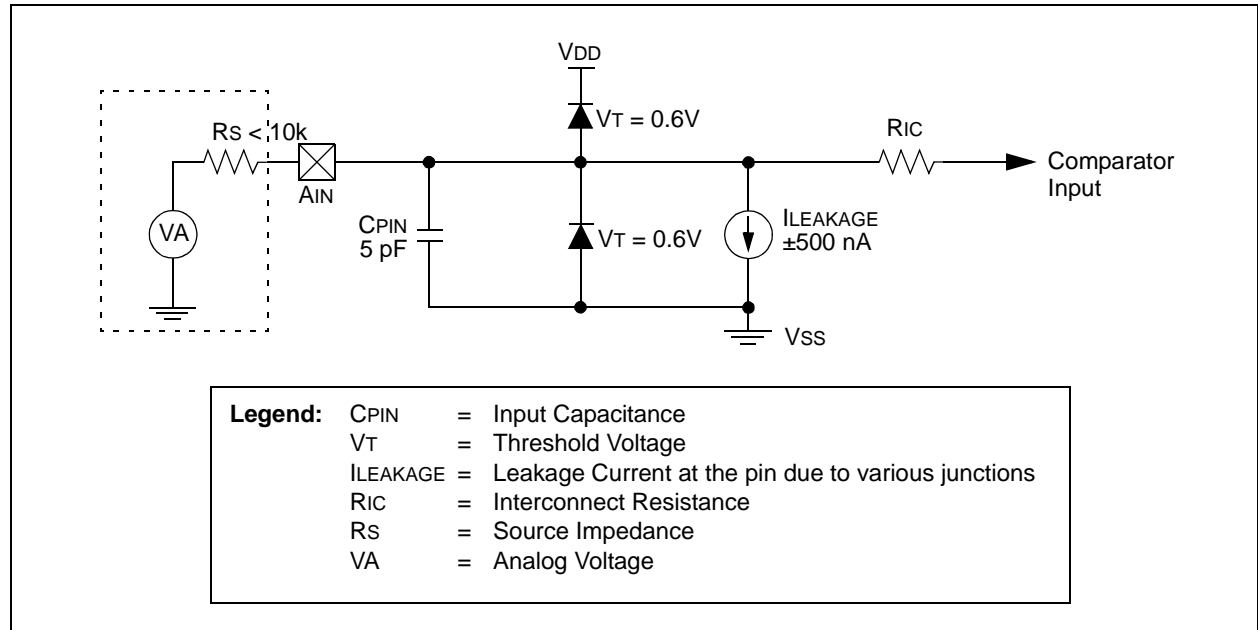 VDD
VT = 0.6V
RS < 10k
RIC
AIN
Comparator
Input
VA
CPIN
5 pF
VT = 0.6V
ILEAKAGE
±500 nA
VSS
Legend: CPIN = Input Capacitance
VT = Threshold Voltage
ILEAKAGE = Leakage Current at the pin due to various junctions
RIC = Interconnect Resistance
RS = Source Impedance
VA = Analog Voltage